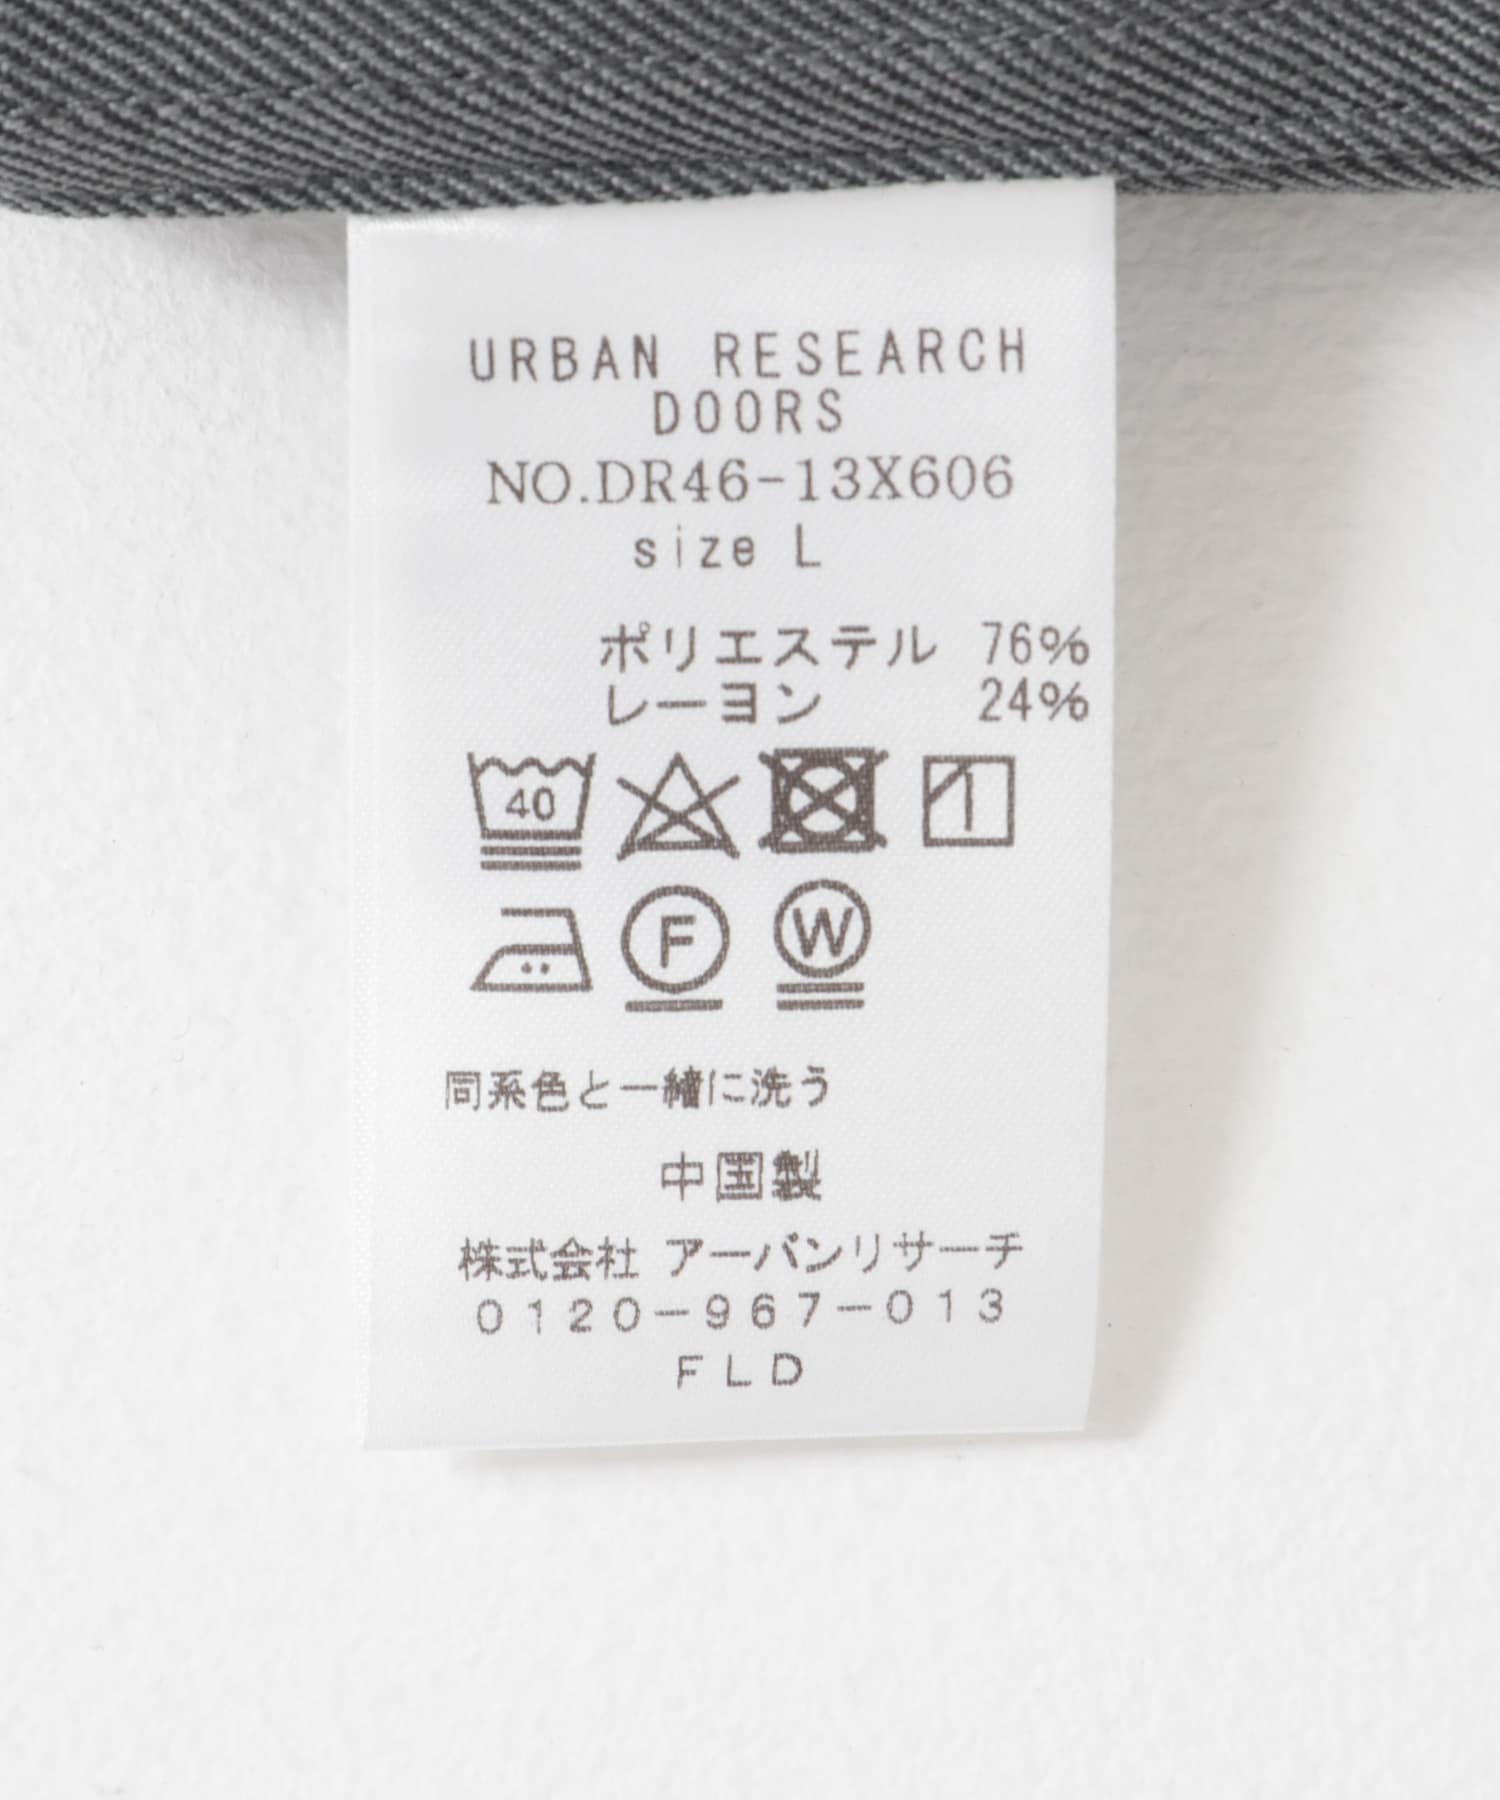 URBAN RESEARCH
DOORS
NO.DR46-13X606
size L
ポリエステル 76%
レーヨン 24%
40
F
W
同系色と一緒に洗う
中国製
株式会社 アーバンリサーチ
0120-967-013
FLD